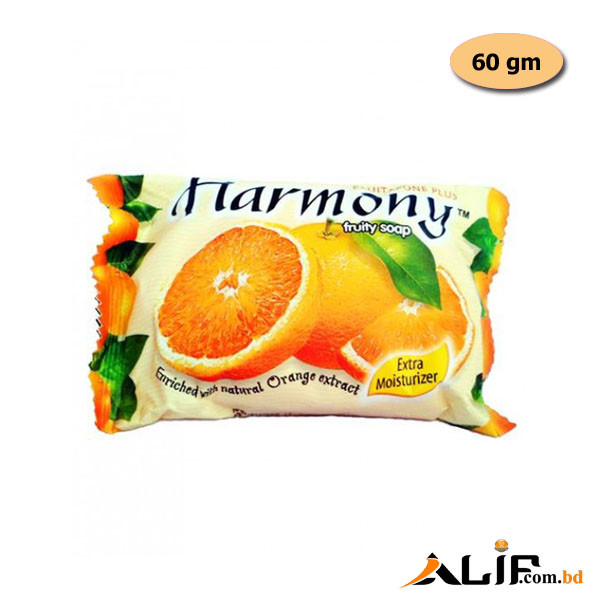 60 gm
Harmony™
fruity soap
Extra
Moisturizer
Enriched with natural Orange extract
ALIF.com.bd